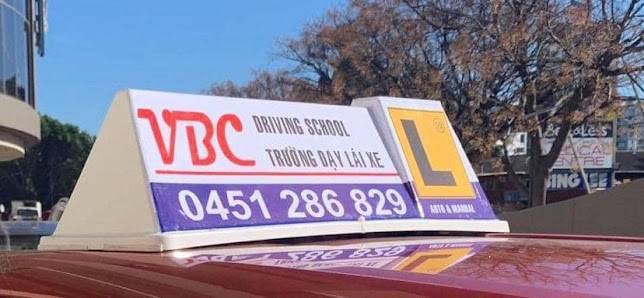 VBC
DRIVING SCHOOL
TRƯỜNG DẠY LÁI XE
0451 286 829
L
AUTO & MANUAL